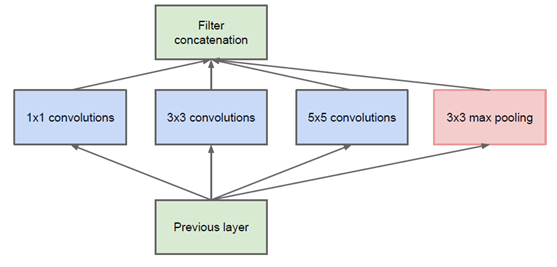 Filter
concatenation
1x1 convolutions
3x3 convolutions
5x5 convolutions
3x3 max pooling
Previous layer